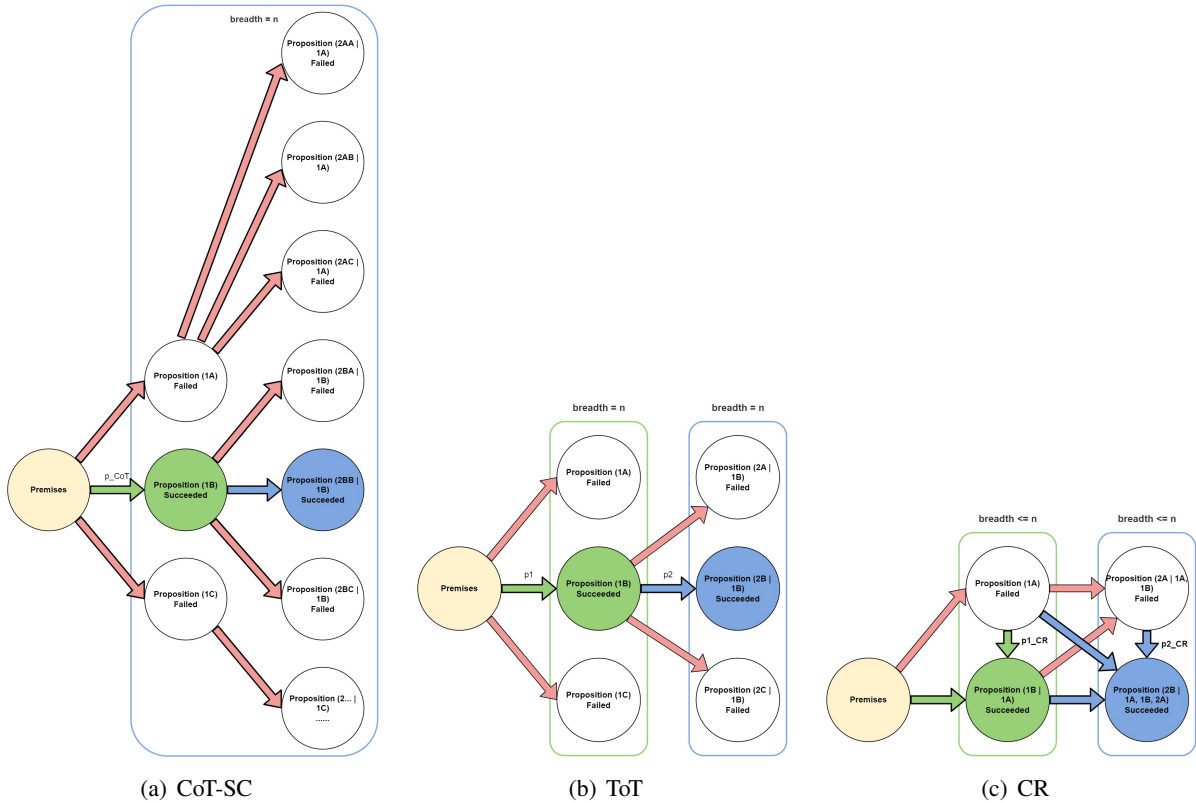 breadth = n
Proposition (2AA |
1A)
Failed
Proposition (2AB |
1A)
Proposition (2AC |
1A)
Failed
Proposition (1A)
Failed
Proposition (2BA |
1B)
Failed
Premises
p_CoT
Proposition (1B)
Succeeded
Proposition (2BB |
1B)
Succeeded
Proposition (1C)
Failed
Proposition (2BC |
1B)
Failed
Proposition (2... |
1C)
......
(a) CoT-SC
breadth = n
breadth = n
Proposition (1A)
Failed
Proposition (2A |
1B)
Failed
Premises
p1
Proposition (1B)
Succeeded
p2
Proposition (2B |
1B)
Succeeded
Proposition (1C)
Failed
Proposition (2C |
1B)
Failed
(b) ToT
breadth <= n
breadth <= n
Proposition (1A)
Failed
Proposition (2A | 1A,
1B)
Failed
p1_CR
p2_CR
Premises
Proposition (1B |
1A)
Succeeded
Proposition (2B |
1A, 1B, 2A)
Succeeded
(c) CR